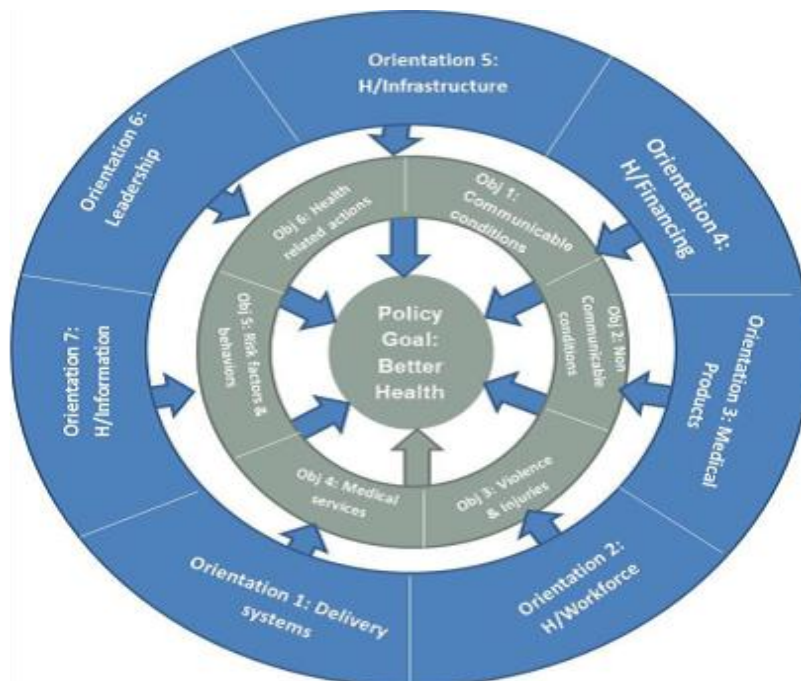 Orientation 5:
H/Infrastructure
Orientation 4:
H/Financing
Orientation 3: Medical
Products
Orientation 2:
H/Workforce
Orientation 1: Delivery
systems
Orientation 7:
H/Information
Orientation 6:
Leadership
Obj 1:
Communicable
conditions
Obj 2: Non
Communicable
conditions
Obj 3: Violence
& Injuries
Obj 4: Medical
services
Obj 5: Risk factors &
behaviors
Obj 6: Health
related actions
Policy
Goal:
Better
Health